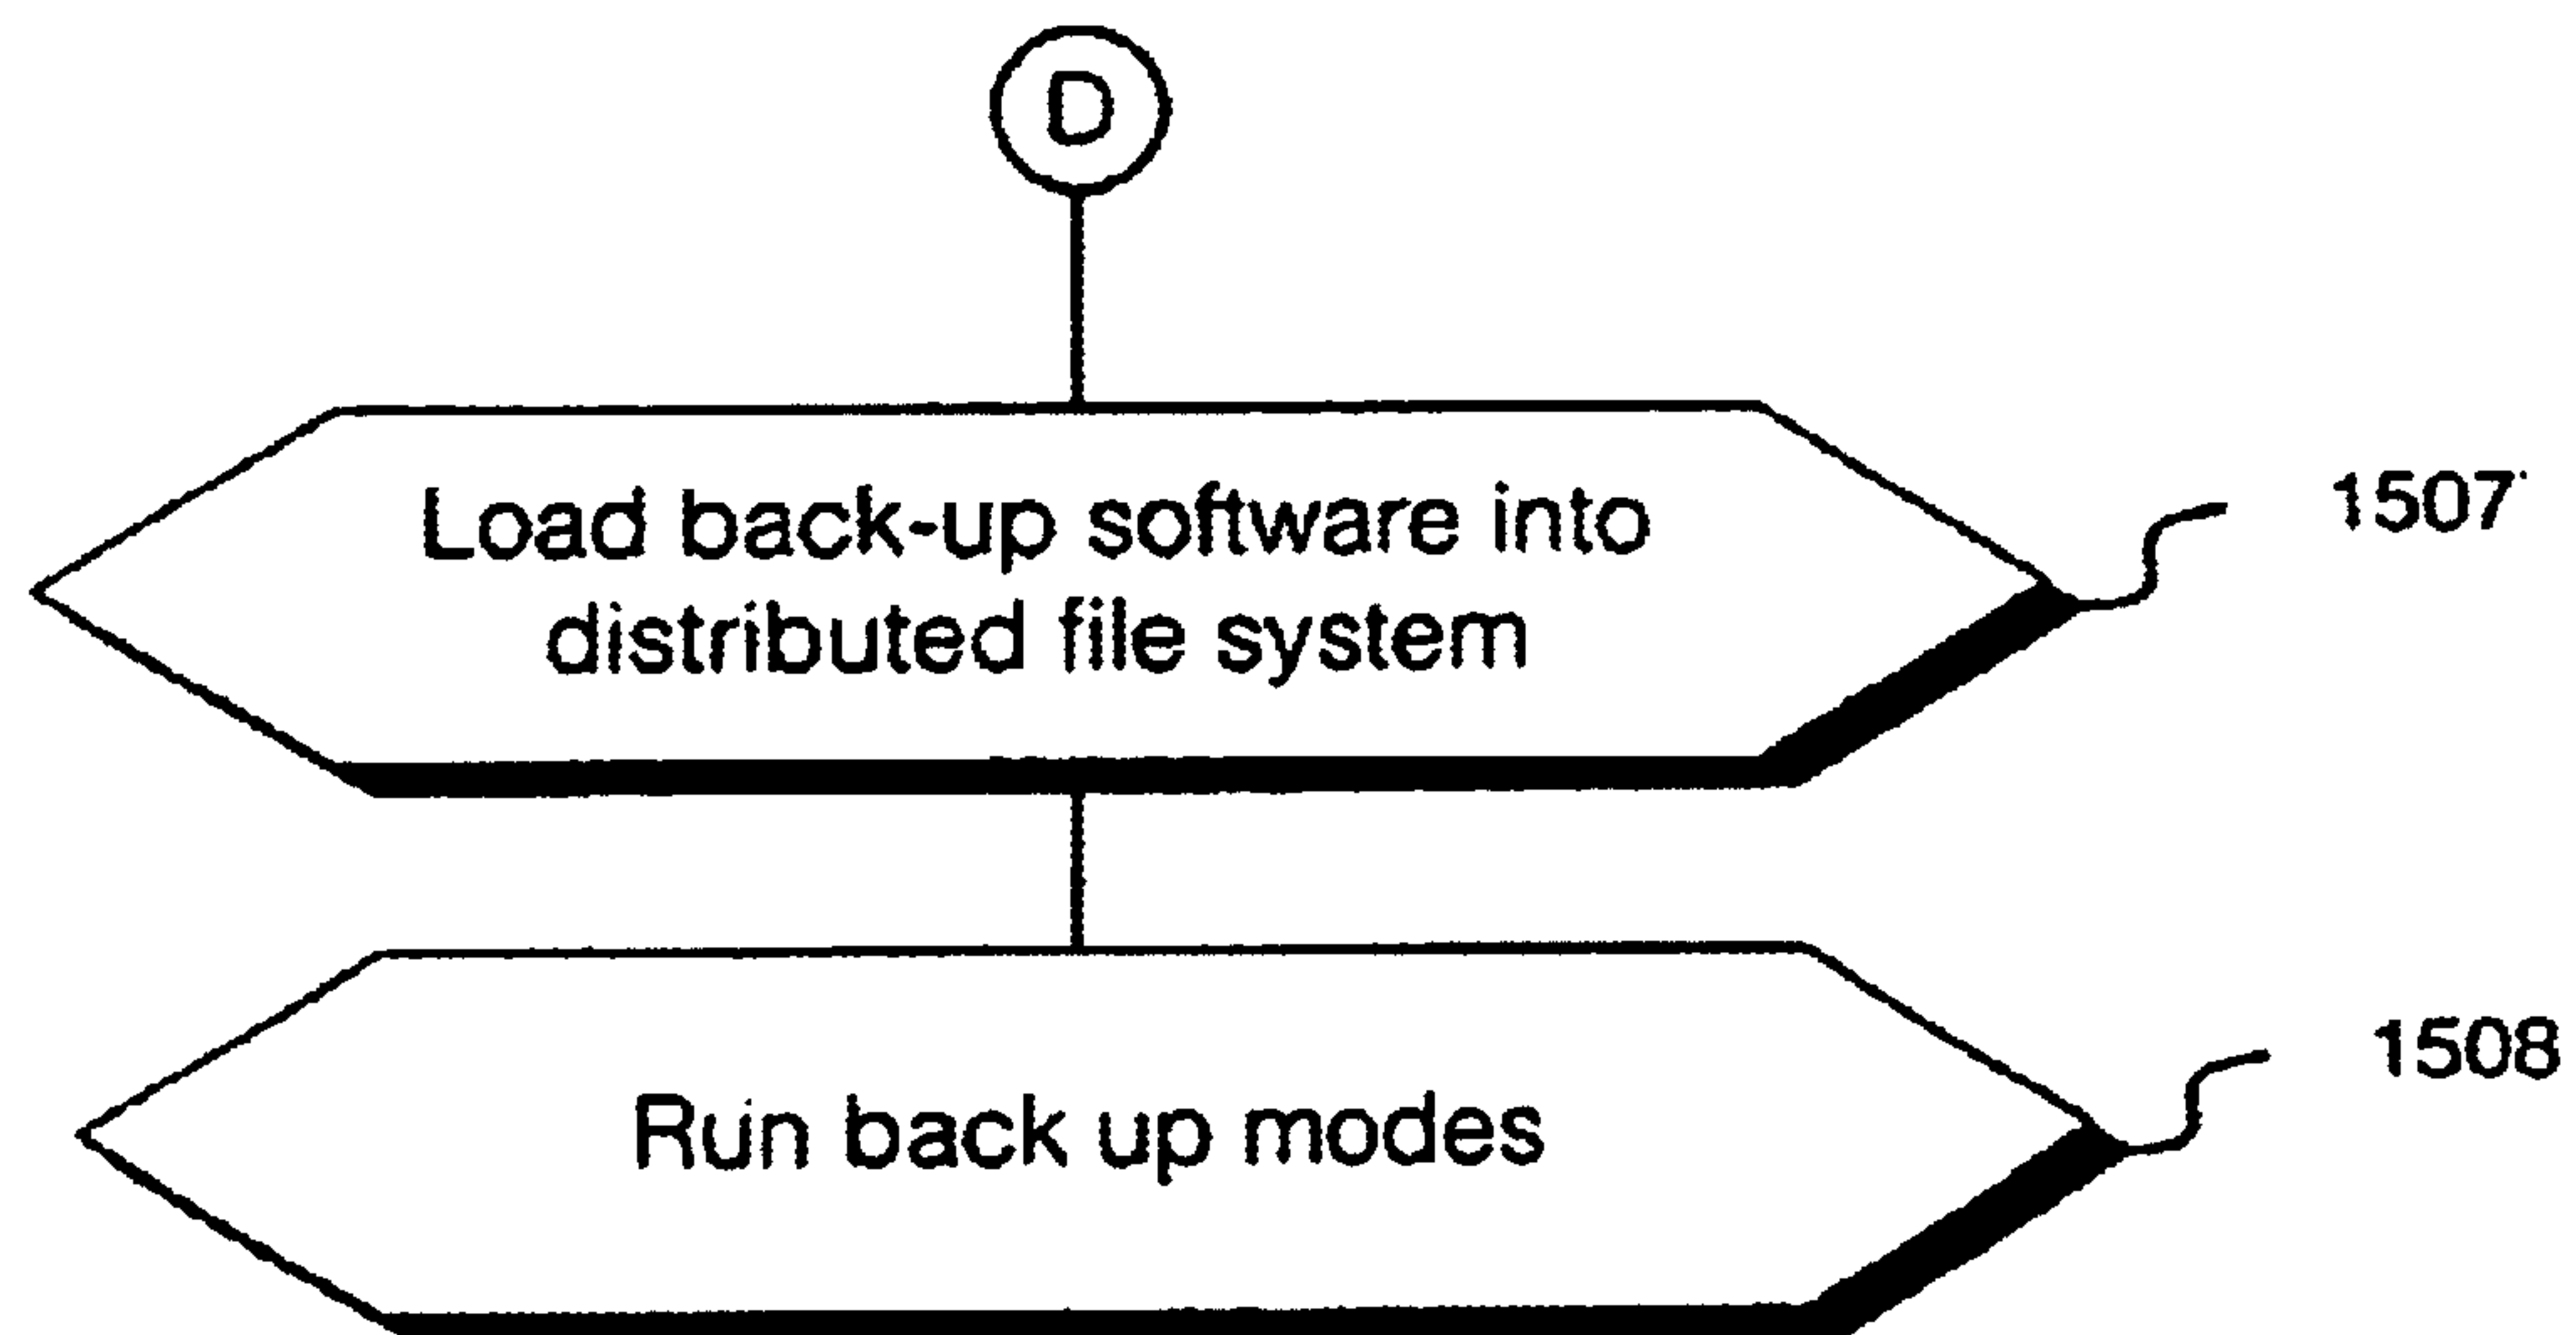 D
Load back-up software into
distributed file system
1507
Run back up modes
1508